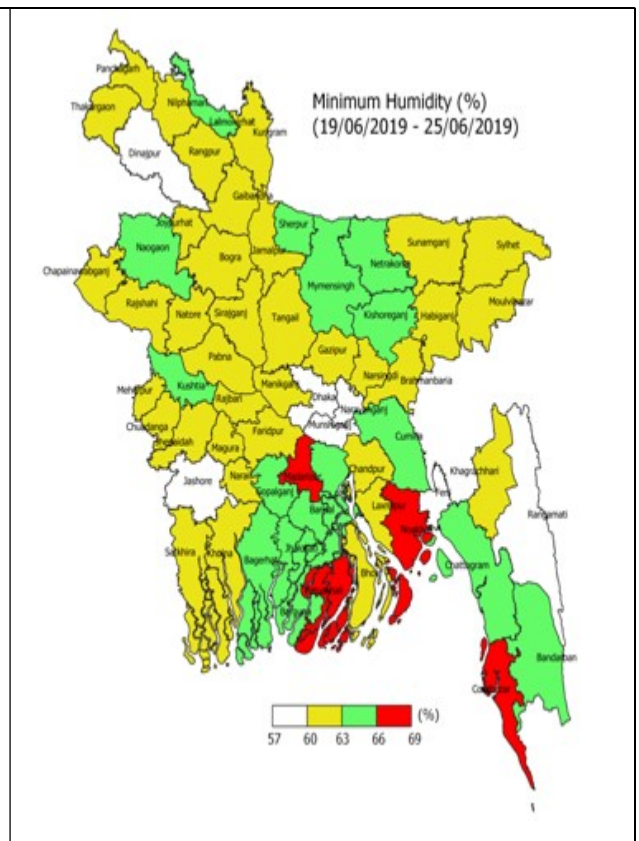 Minimum Humidity (%)
(19/06/2019 - 25/06/2019)
Panchagarh
Thakurgaon
Nilphamari
Lalmonirhat
Dinajpur
Rangpur
Kurigram
Gaibandha
Joypurhat
Sherpur
Naogaon
Bogra
Jamalpur
Netrakona
Sunamganj
Sylhet
Chapainawabganj
Mymensingh
Moulvibazar
Rajshahi
Natore
Sirajganj
Tangail
Kishoreganj
Habiganj
Pabna
Gazipur
Narsingdi
Brahmanbaria
Kushtia
Manikganj
Dhaka
Meherpur
Rajbari
Narayanganj
Chuadanga
Faridpur
Munshiganj
Cumilla
Magura
Chandpur
Khagrachhari
Jashore
Narail
Gopalganj
Feni
Rangamati
Satkhira
Khulna
Bagerhat
Bhola
Chattogram
Bandarban
(%)
57 60 63 66 69